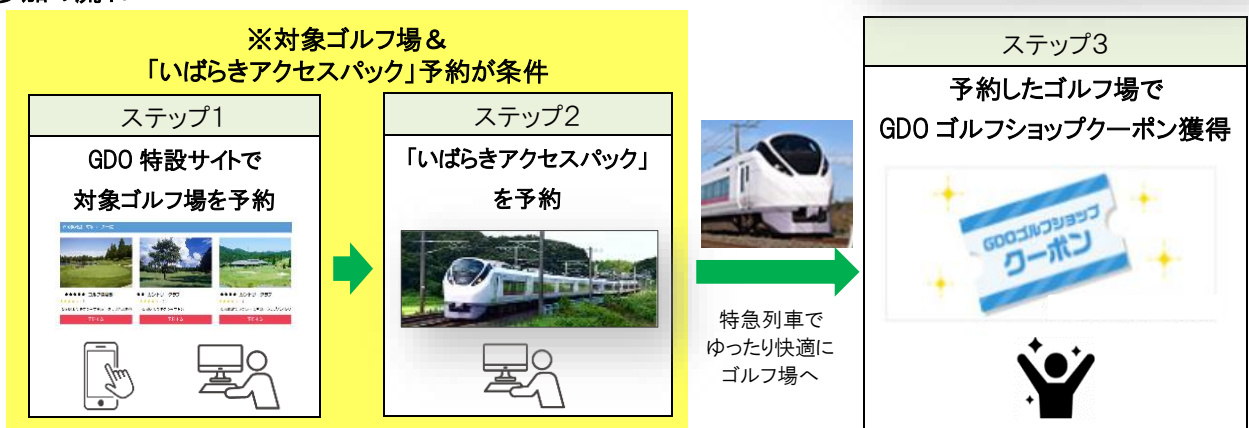 ※対象ゴルフ場＆
「いばらきアクセスパック」予約が条件
ステップ1
GDO 特設サイトで
対象ゴルフ場を予約
ステップ2
「いばらきアクセスパック」
を予約
特急列車で
ゆったり快適に
ゴルフ場へ
ステップ3
予約したゴルフ場で
GDO ゴルフショップクーポン獲得
GDOゴルフショップ
クーポン